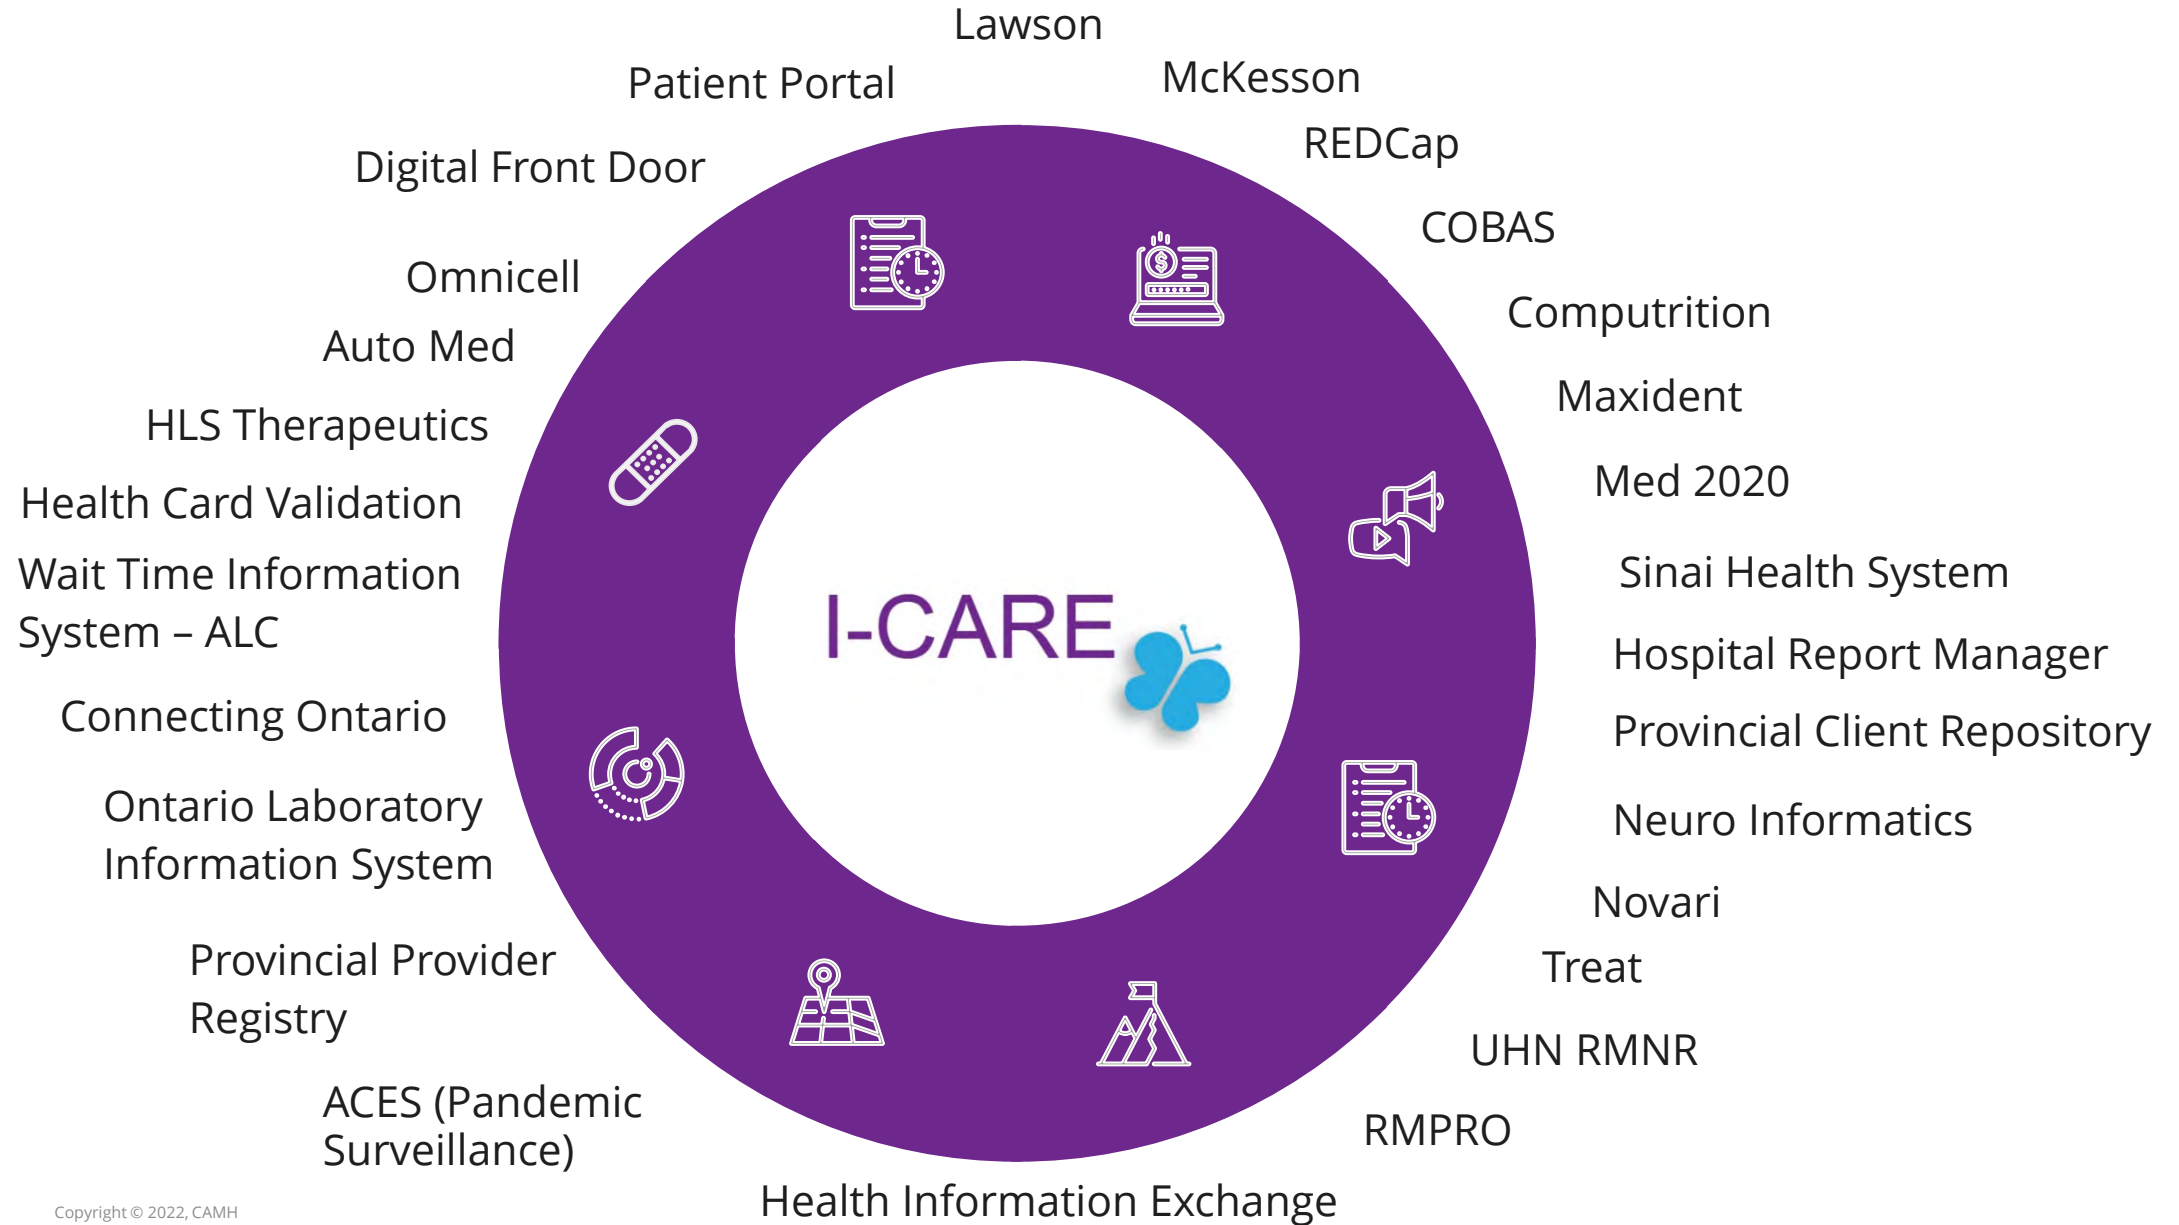 Lawson
McKesson
REDCap
COBAS
Computrition
Maxident
Med 2020
Sinai Health System
Hospital Report Manager
Provincial Client Repository
Neuro Informatics
Novari
Treat
UHN RMNR
RMPRO
Health Information Exchange
ACES (Pandemic
Surveillance)
Provincial Provider
Registry
Ontario Laboratory
Information System
Connecting Ontario
Wait Time Information
System – ALC
Health Card Validation
HLS Therapeutics
Auto Med
Omnicell
Digital Front Door
Patient Portal
I-CARE
Copyright © 2022, CAMH